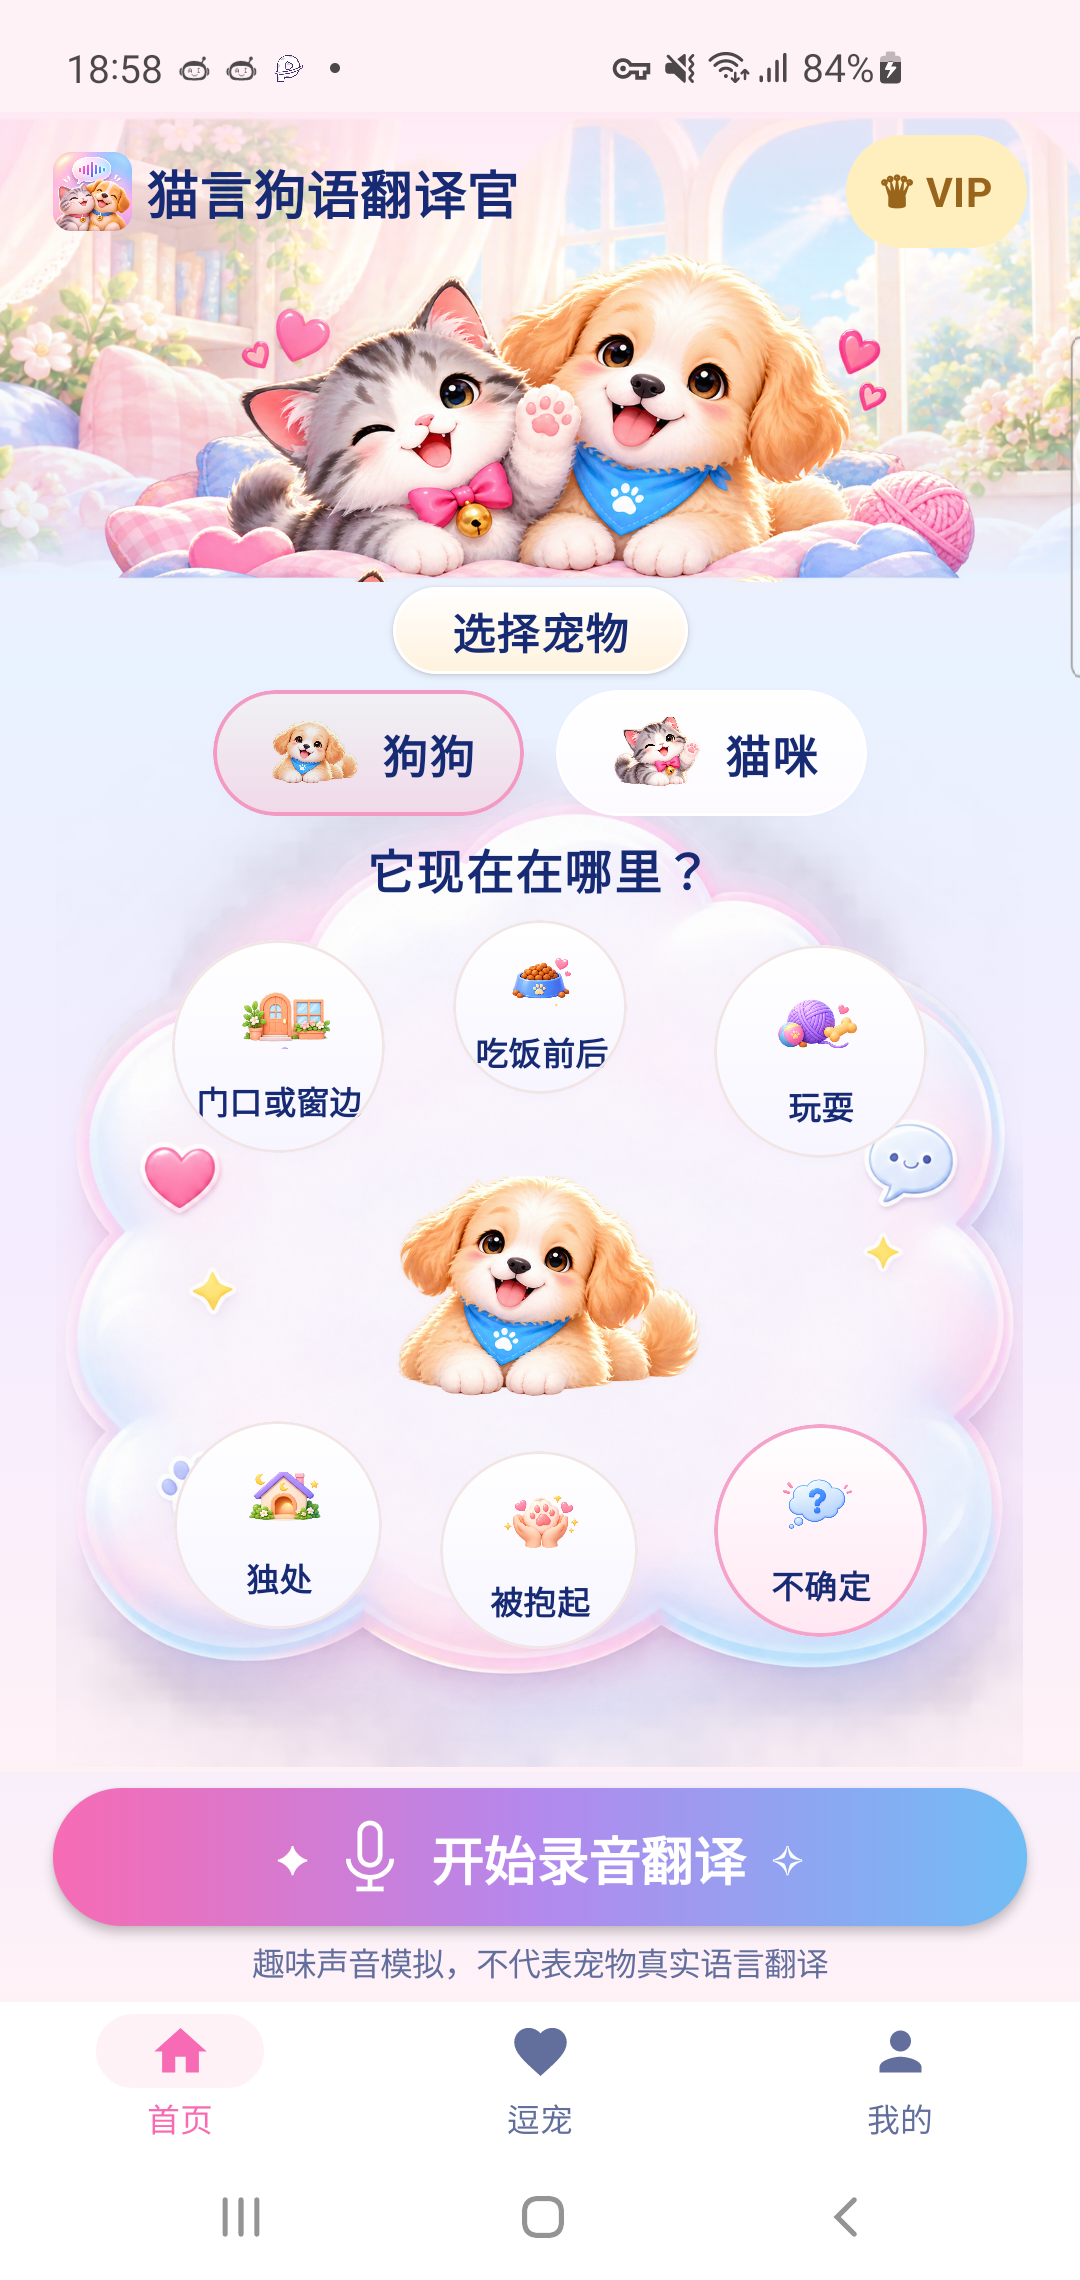 18:58
84%
猫言狗语翻译官
VIP
选择宠物
狗狗
猫咪
它现在在哪里？
门口或窗边
吃饭前后
玩耍
独处
被抱起
不确定
开始录音翻译
趣味声音模拟，不代表宠物真实语言翻译
首页
逗宠
我的